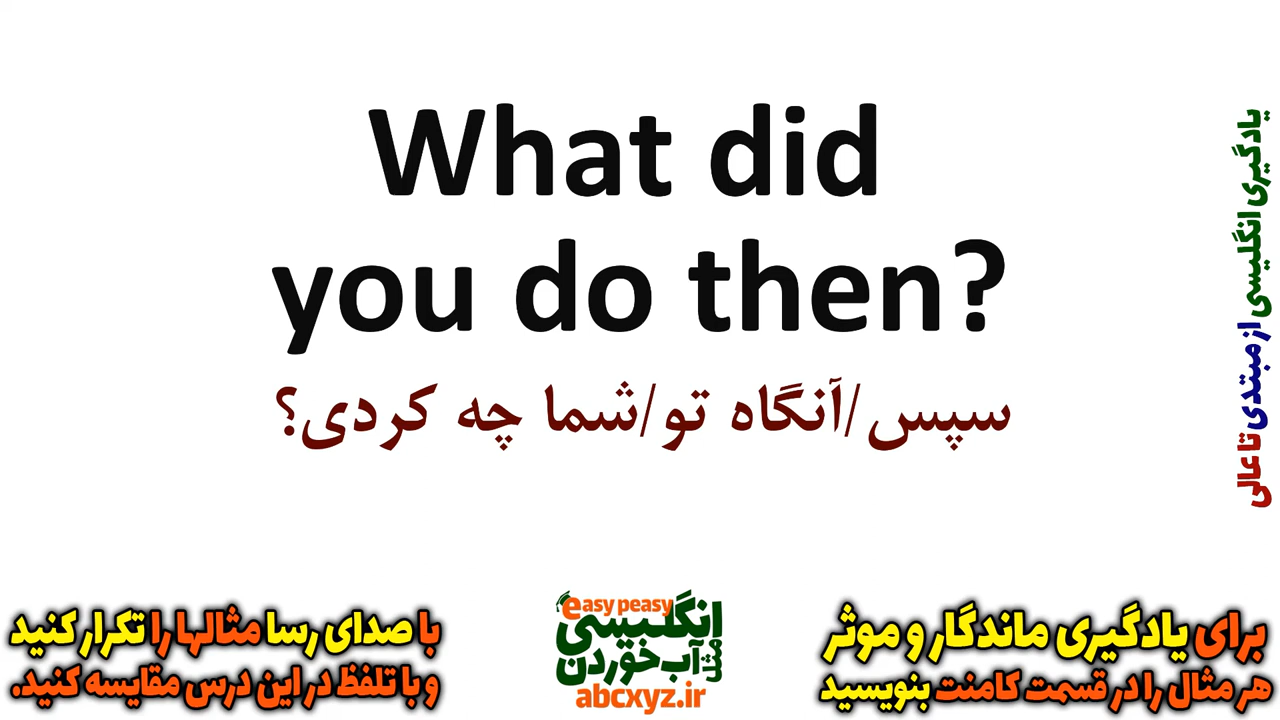 What did
you do then?
سپس/آنگاه تو/شما چه کردی؟
یادگیری انگلیسی از مبتدی تا عالی
با صدای رسا مثالها را تکرار کنید
و با تلفظ در این درس مقایسه کنید.
easy peasy
انگلیسی
مثل آب خوردن
abcxyz.ir
برای یادگیری ماندگار و موثر
هر مثال را در قسمت کامنت بنویسید